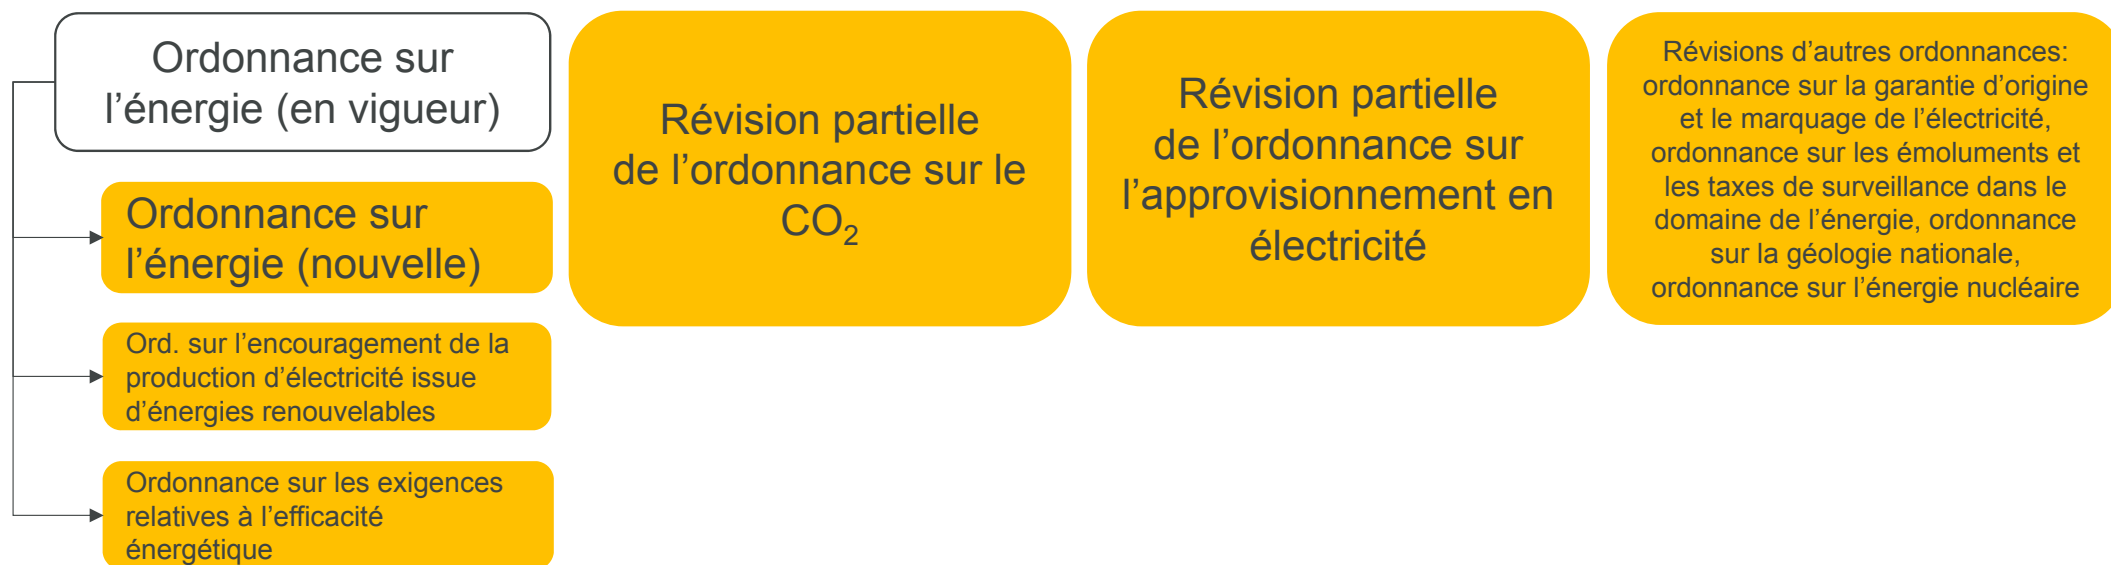 Ordonnance sur
l’énergie (en vigueur)
Ordonnance sur
l’énergie (nouvelle)
Ord. sur l’encouragement de la
production d’électricité issue
d’énergies renouvelables
Ordonnance sur les exigences
relatives à l’efficacité
énergétique
Révision partielle
de l’ordonnance sur le
CO₂
Révision partielle
de l’ordonnance sur
l’approvisionnement en
électricité
Révisions d’autres ordonnances:
ordonnance sur la garantie d’origine
et le marquage de l’électricité,
ordonnance sur les émoluments et
les taxes de surveillance dans le
domaine de l’énergie, ordonnance
sur la géologie nationale,
ordonnance sur l’énergie nucléaire